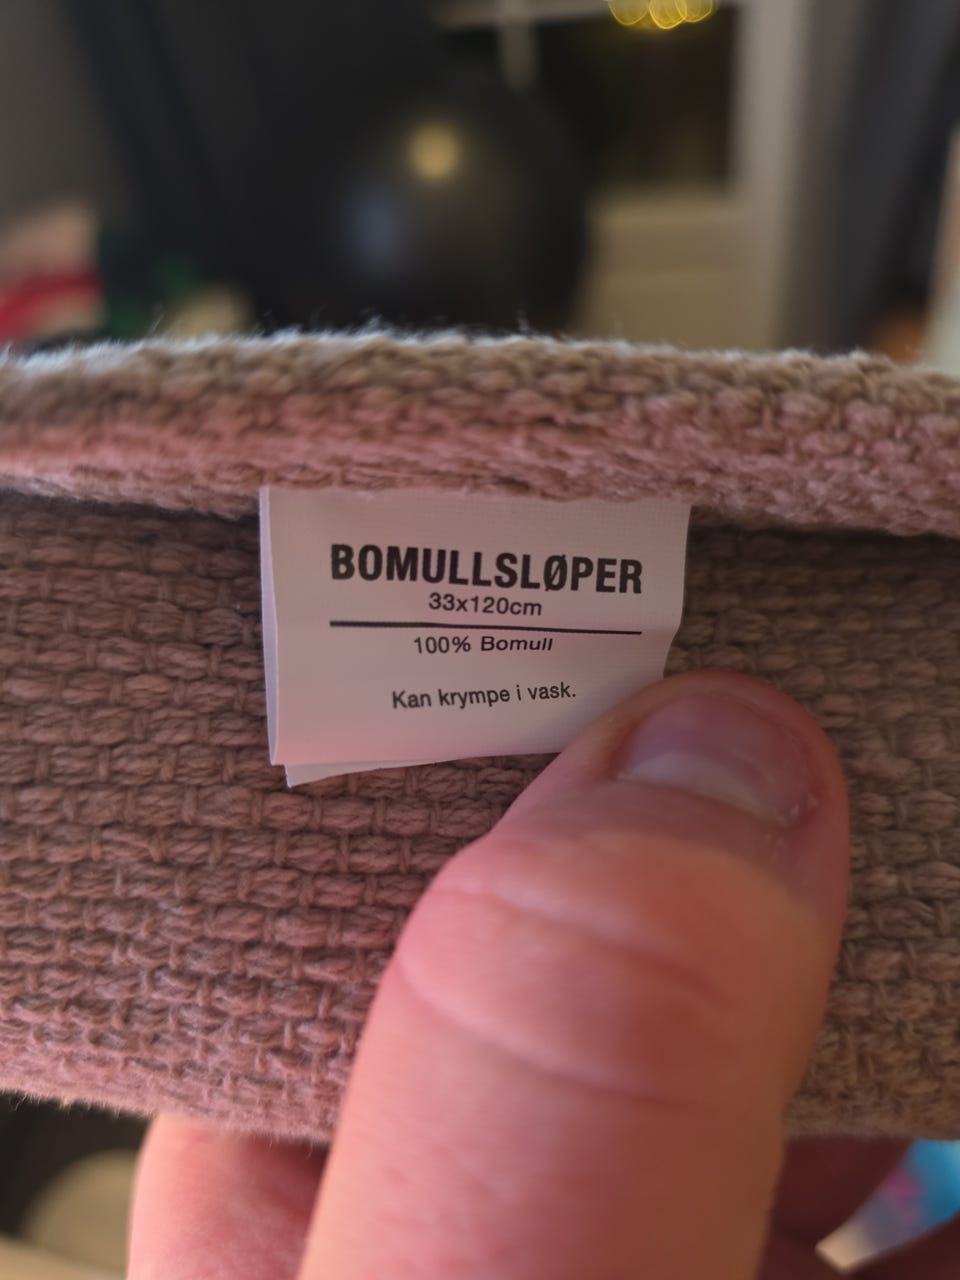 BOMULLSLØPER
33x120cm
100% Bomull
Kan krympe i vask.